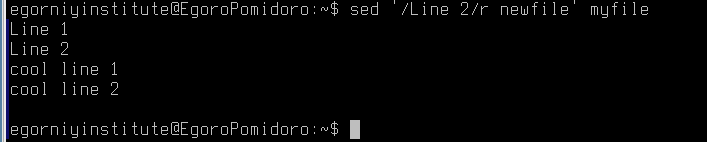 egorniyinstitute@EgoroPomidoro:~$ sed '/Line 2/r newfile' myfile
Line 1
Line 2
cool line 1
cool line 2
egorniyinstitute@EgoroPomidoro:~$